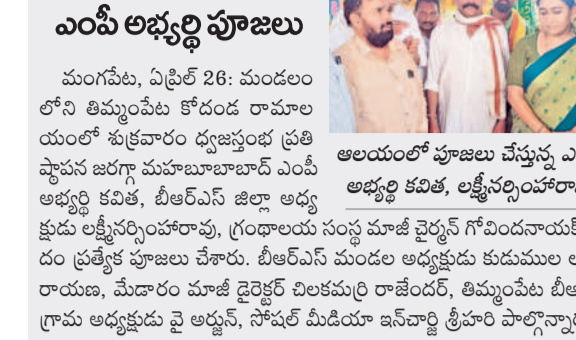 ఎంపీ అభ్యర్థి పూజలు
మంగపేట, ఏప్రిల్ 26: మండలం
లోని తిమ్మంపేట కోదండ రామాల
యంలో శుక్రవారం ధ్వజస్తంభ ప్రతి
ష్ఠాపన జరగ్గా మహబూబాబాద్ ఎంపీ
అభ్యర్థి కవిత, బీఆర్ఎస్ జిల్లా అధ్య
క్షుడు లక్ష్మీనర్సింహారావు, గ్రంథాలయ సంస్థ మాజీ చైర్మన్ గోవిందనాయక్
దం ప్రత్యేక పూజలు చేశారు. బీఆర్ఎస్ మండల అధ్యక్షుడు కుడుముల
రాయణ, మేడారం మాజీ డైరెక్టర్ చిలకమర్రి రాజేందర్, తిమ్మంపేట
గ్రామ అధ్యక్షుడు వై అర్జున్, సోషల్ మీడియా ఇన్‌చార్జి శ్రీహరి
ఆలయంలో పూజలు చేస్తున్న
అభ్యర్థి కవిత,